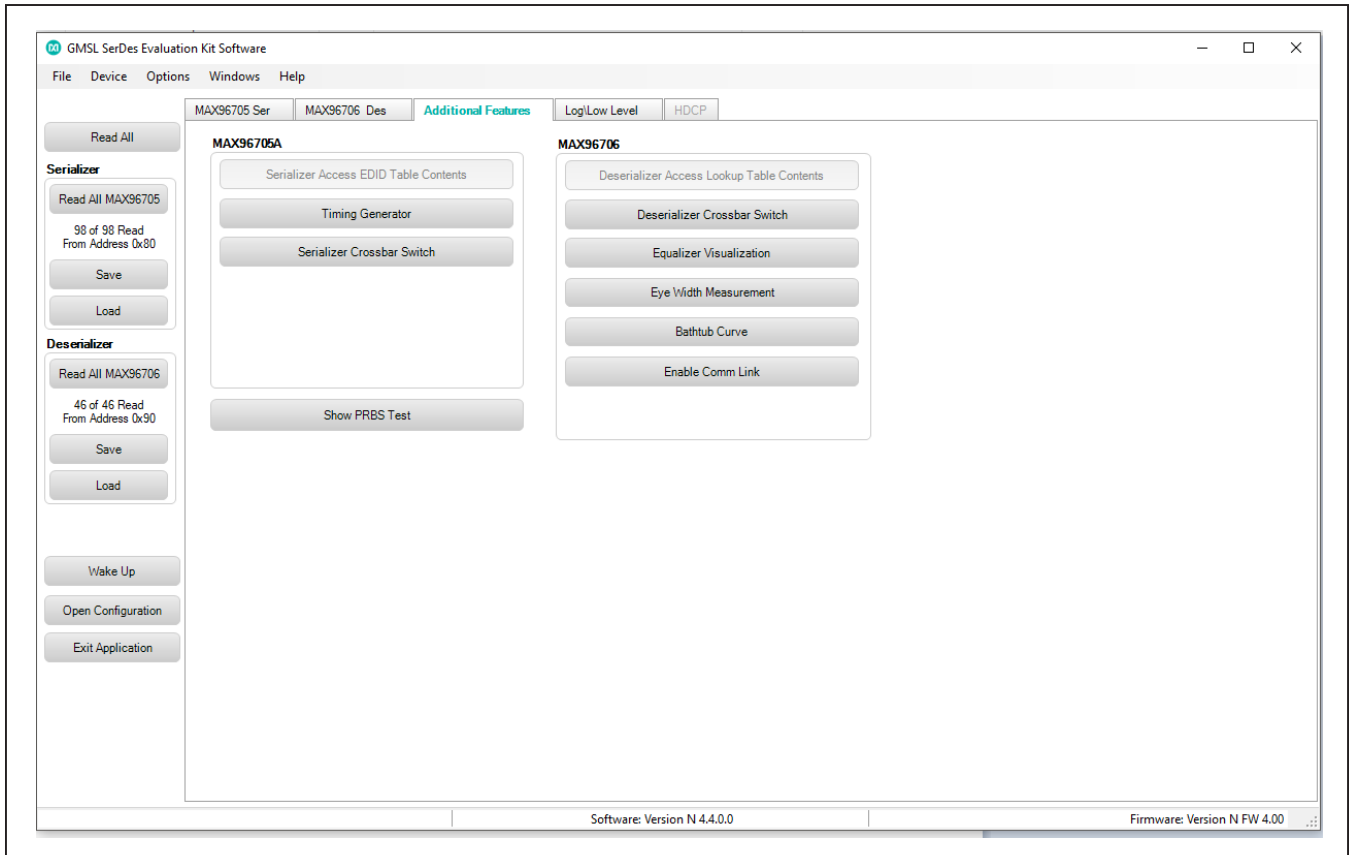 GMSL SerDes Evaluation Kit Software
File Device Options Windows Help
MAX96705 Ser MAX96706 Des Additional Features Log\Low Level HDCP
Read All
Serializer
Read All MAX96705
98 of 98 Read
From Address 0x80
Save
Load
Deserializer
Read All MAX96706
46 of 46 Read
From Address 0x90
Save
Load
Wake Up
Open Configuration
Exit Application
MAX96705A
Serializer Access EDID Table Contents
Timing Generator
Serializer Crossbar Switch
Show PRBS Test
MAX96706
Deserializer Access Lookup Table Contents
Deserializer Crossbar Switch
Equalizer Visualization
Eye Width Measurement
Bathtub Curve
Enable Comm Link
Software: Version N 4.4.0.0
Firmware: Version N FW 4.00